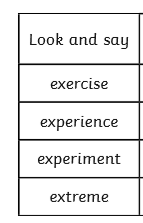 Look and say
exercise
experience
experiment
extreme